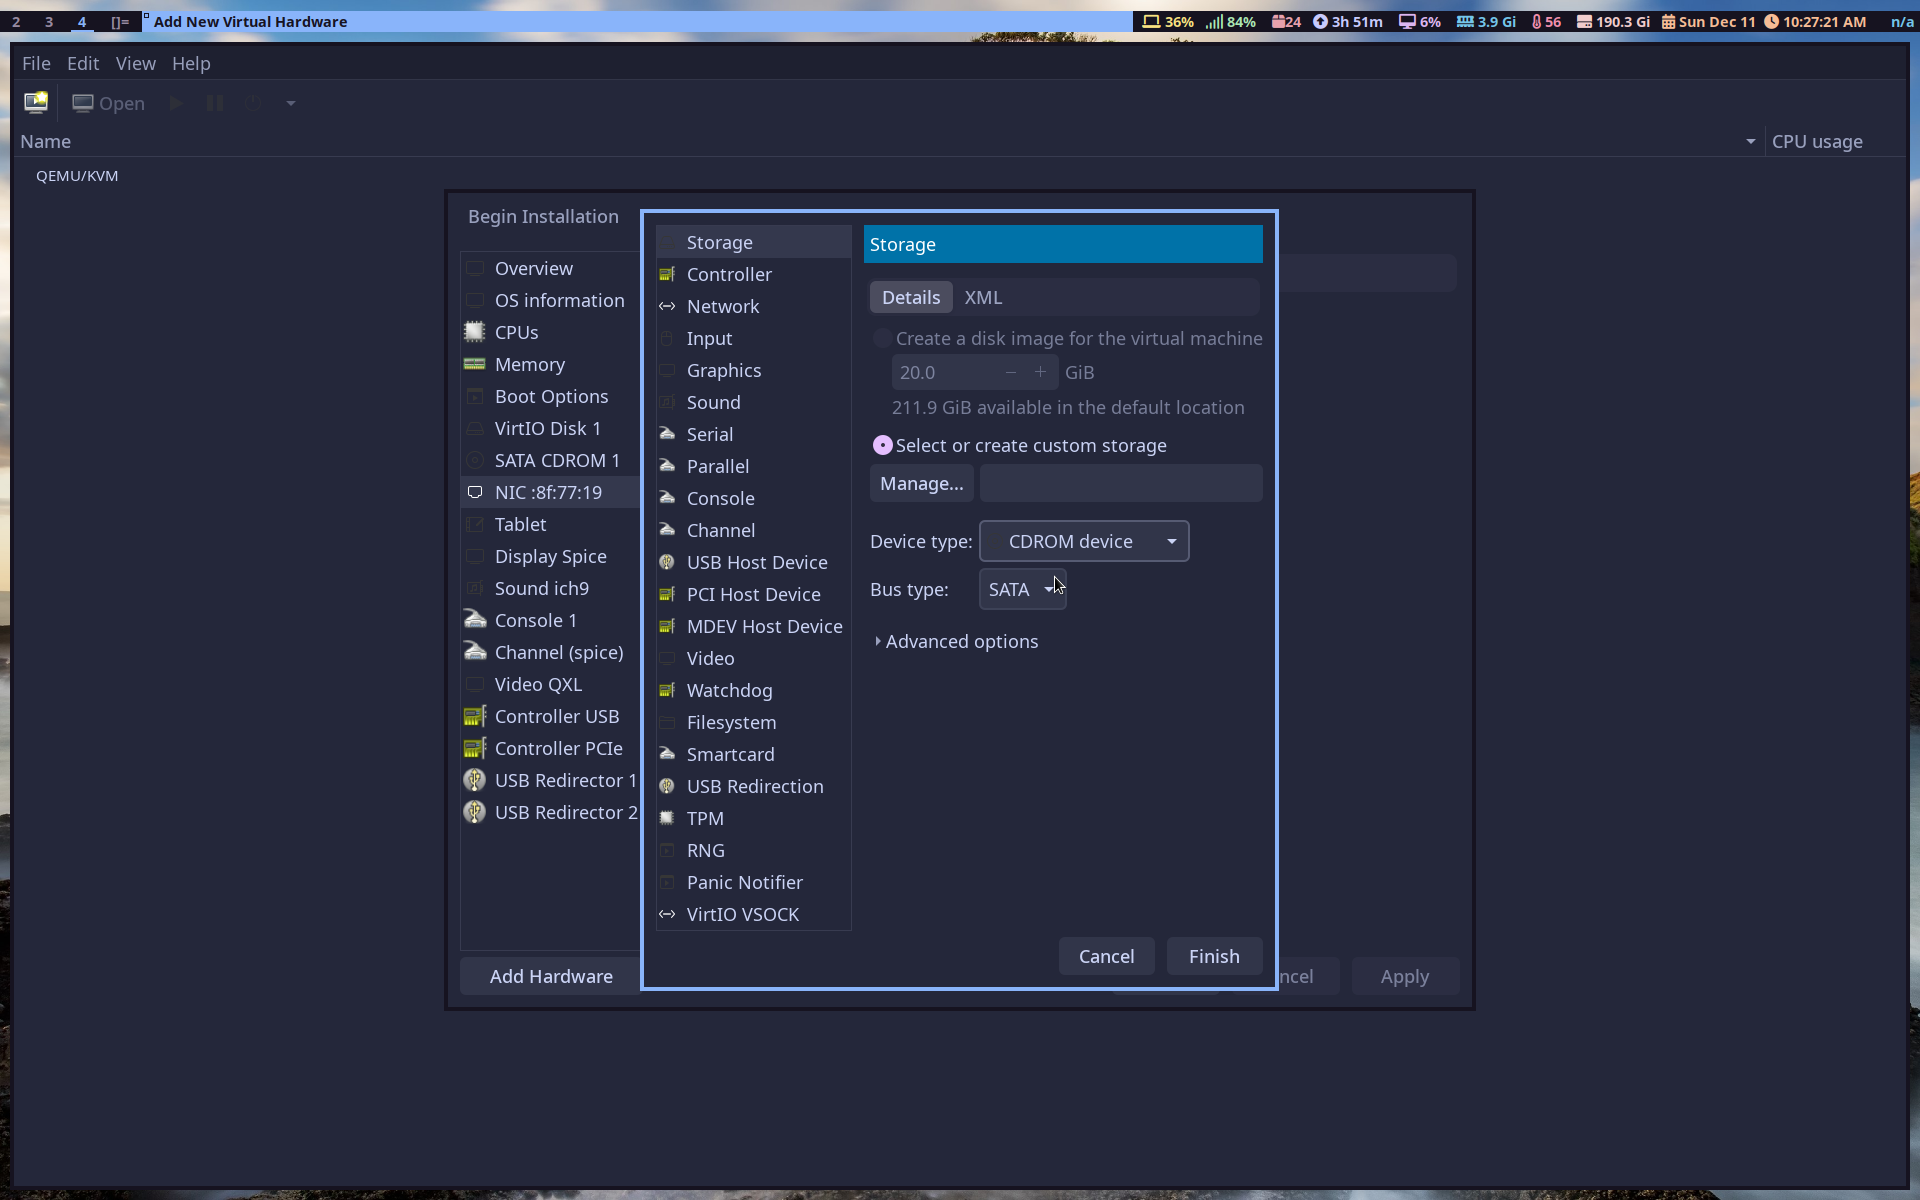 2 3 4 []= Add New Virtual Hardware 36% 84% 24 3h 51m 6% 3.9 Gi 56 190.3 Gi Sun Dec 11 10:27:21 AM n/a
File Edit View Help
Open
Name CPU usage
QEMU/KVM
Begin Installation
Overview
OS information
CPUs
Memory
Boot Options
VirtIO Disk 1
SATA CDROM 1
NIC :8f:77:19
Tablet
Display Spice
Sound ich9
Console 1
Channel (spice)
Video QXL
Controller USB
Controller PCIe
USB Redirector 1
USB Redirector 2
Add Hardware
Storage
Controller
Network
Input
Graphics
Sound
Serial
Parallel
Console
Channel
USB Host Device
PCI Host Device
MDEV Host Device
Video
Watchdog
Filesystem
Smartcard
USB Redirection
TPM
RNG
Panic Notifier
VirtIO VSOCK
Storage
Details XML
Create a disk image for the virtual machine
20.0 − + GiB
211.9 GiB available in the default location
Select or create custom storage
Manage...
Device type: CDROM device
Bus type: SATA
Advanced options
Cancel Finish
ncel Apply